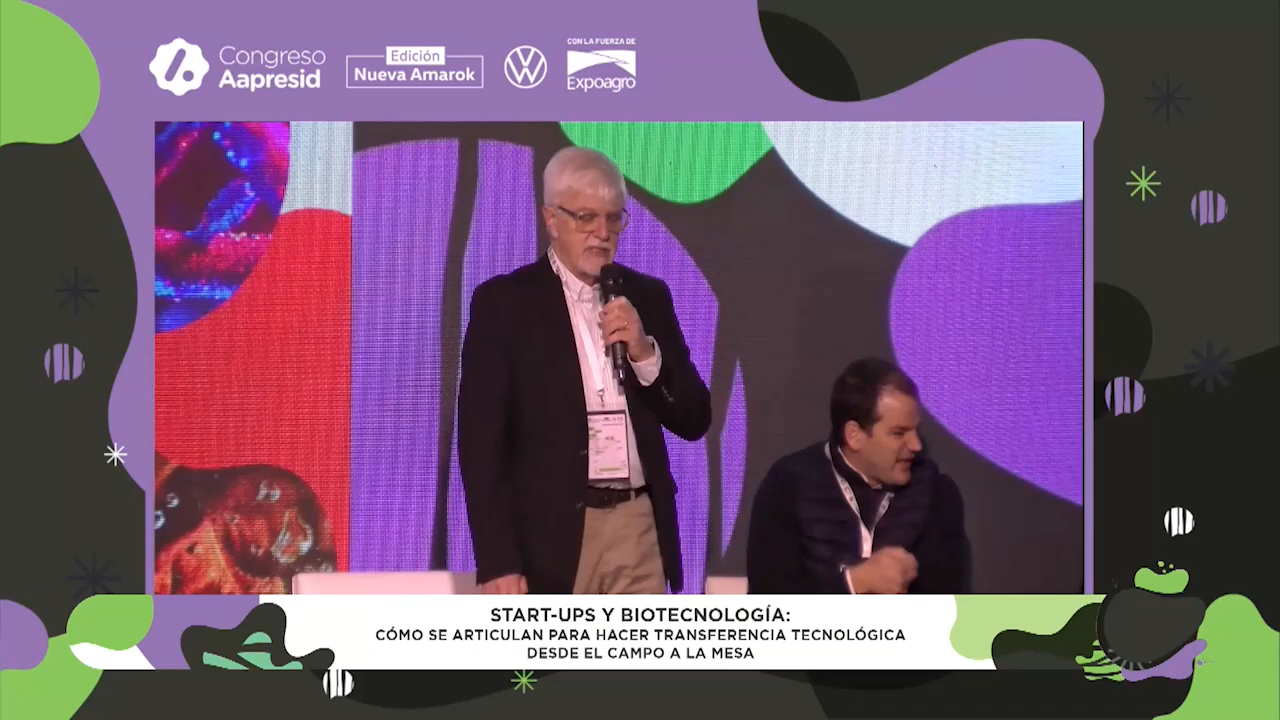 Congreso
Aapresid
Edición
Nueva Amarok
CON LA FUERZA DE
Expoagro
START-UPS Y BIOTECNOLOGÍA:
CÓMO SE ARTICULAN PARA HACER TRANSFERENCIA TECNOLÓGICA
DESDE EL CAMPO A LA MESA